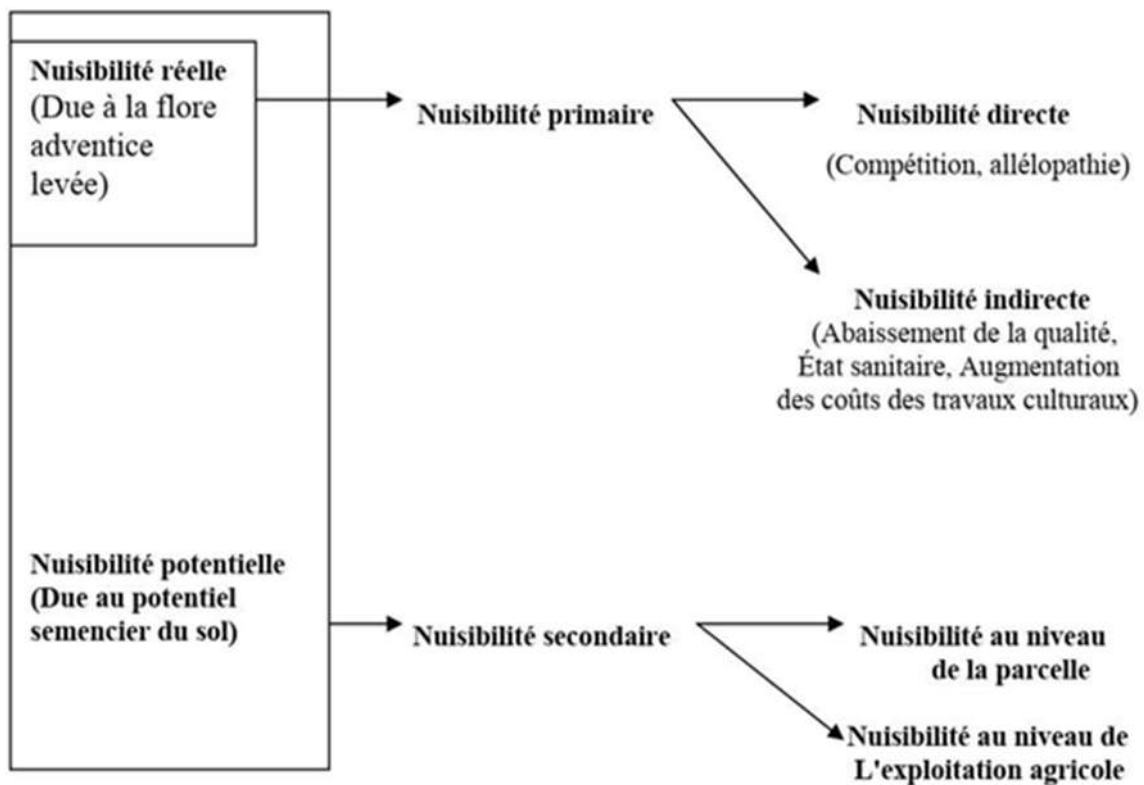 Nuisibilité réelle
(Due à la flore
adventice
levée)
Nuisibilité primaire
Nuisibilité directe
(Compétition, allélopathie)
Nuisibilité indirecte
(Abaissement de la qualité,
État sanitaire, Augmentation
des coûts des travaux culturaux)
Nuisibilité potentielle
(Due au potentiel
semencier du sol)
Nuisibilité secondaire
Nuisibilité au niveau
de la parcelle
Nuisibilité au niveau de
L'exploitation agricole